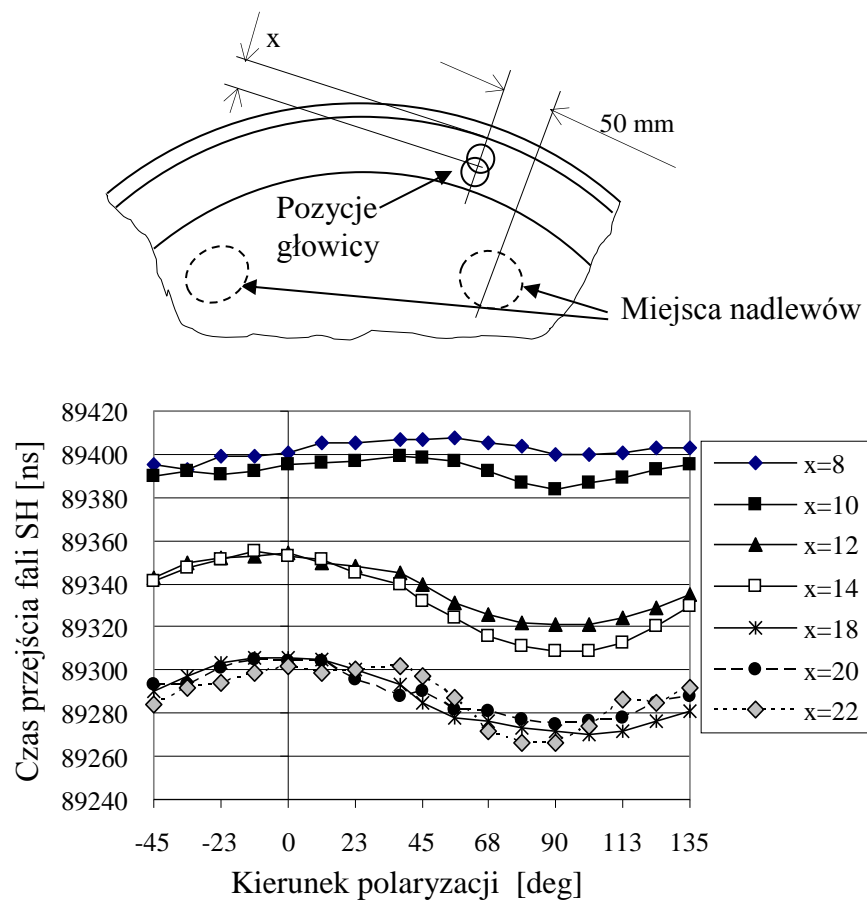 x
50 mm
Pozycje
głowicy
Miejsca nadlewów
Czas przejścia fali SH [ns]
89420
89400
89380
89360
89340
89320
89300
89280
89260
89240
-45
-23
0
23
45
68
90
113
135
Kierunek polaryzacji [deg]
x=8
x=10
x=12
x=14
x=18
x=20
x=22